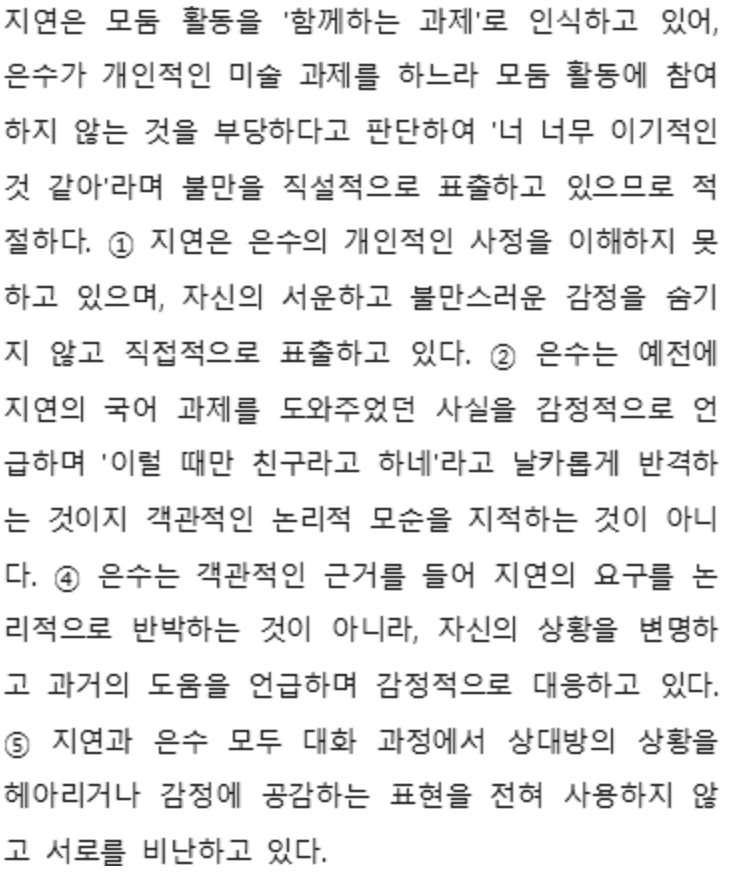 지연은 모둠 활동을 '함께하는 과제'로 인식하고 있어,
은수가 개인적인 미술 과제를 하느라 모둠 활동에 참여
하지 않는 것을 부당하다고 판단하여 '너 너무 이기적인
것 같아'라며 불만을 직설적으로 표출하고 있으므로 적
절하다. ① 지연은 은수의 개인적인 사정을 이해하지 못
하고 있으며, 자신의 서운하고 불만스러운 감정을 숨기
지 않고 직접적으로 표출하고 있다. ② 은수는 예전에
지연의 국어 과제를 도와주었던 사실을 감정적으로 언
급하며 '이럴 때만 친구라고 하네'라고 날카롭게 반격하
는 것이지 객관적인 논리적 모순을 지적하는 것이 아니
다. ④ 은수는 객관적인 근거를 들어 지연의 요구를 논
리적으로 반박하는 것이 아니라, 자신의 상황을 변명하
고 과거의 도움을 언급하며 감정적으로 대응하고 있다.
⑤ 지연과 은수 모두 대화 과정에서 상대방의 상황을
헤아리거나 감정에 공감하는 표현을 전혀 사용하지 않
고 서로를 비난하고 있다.